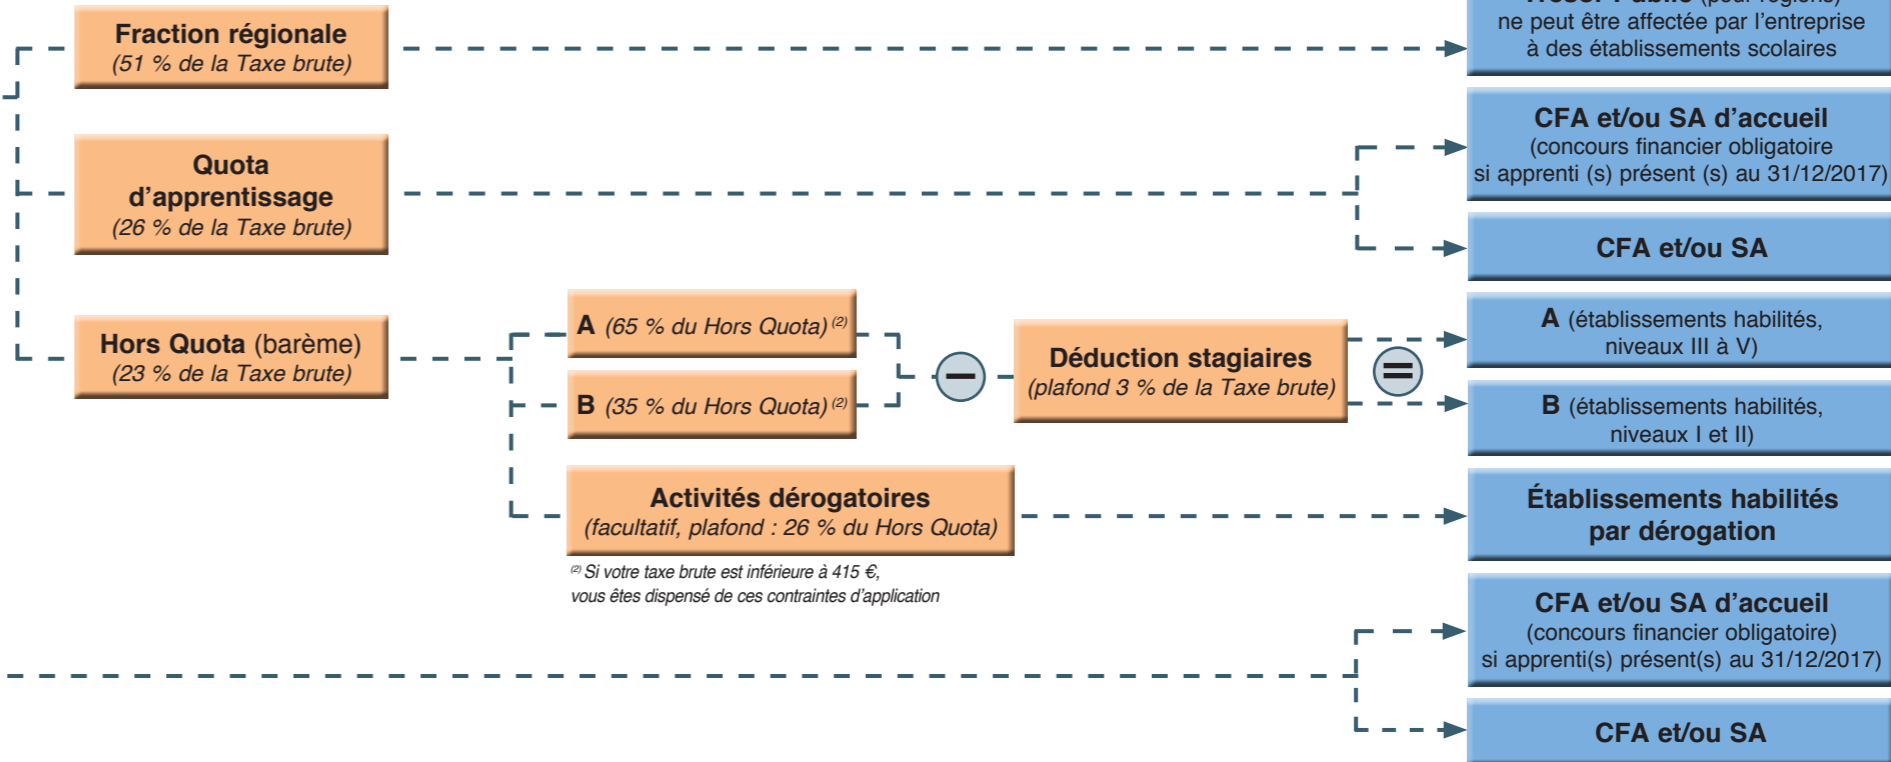 Fraction régionale
(51 % de la Taxe brute)
ne peut être affectée par l'entreprise
à des établissements scolaires
Quota
d'apprentissage
(26 % de la Taxe brute)
CFA et/ou SA d'accueil
(concours financier obligatoire
si apprenti (s) présent (s) au 31/12/2017)
CFA et/ou SA
Hors Quota (barème)
(23 % de la Taxe brute)
A (65 % du Hors Quota) (2)
B (35 % du Hors Quota) (2)
−
Déduction stagiaires
(plafond 3 % de la Taxe brute)
=
A (établissements habilités,
niveaux III à V)
B (établissements habilités,
niveaux I et II)
Activités dérogatoires
(facultatif, plafond : 26 % du Hors Quota)
Établissements habilités
par dérogation
(2) Si votre taxe brute est inférieure à 415 €,
vous êtes dispensé de ces contraintes d'application
CFA et/ou SA d'accueil
(concours financier obligatoire)
si apprenti(s) présent(s) au 31/12/2017)
CFA et/ou SA